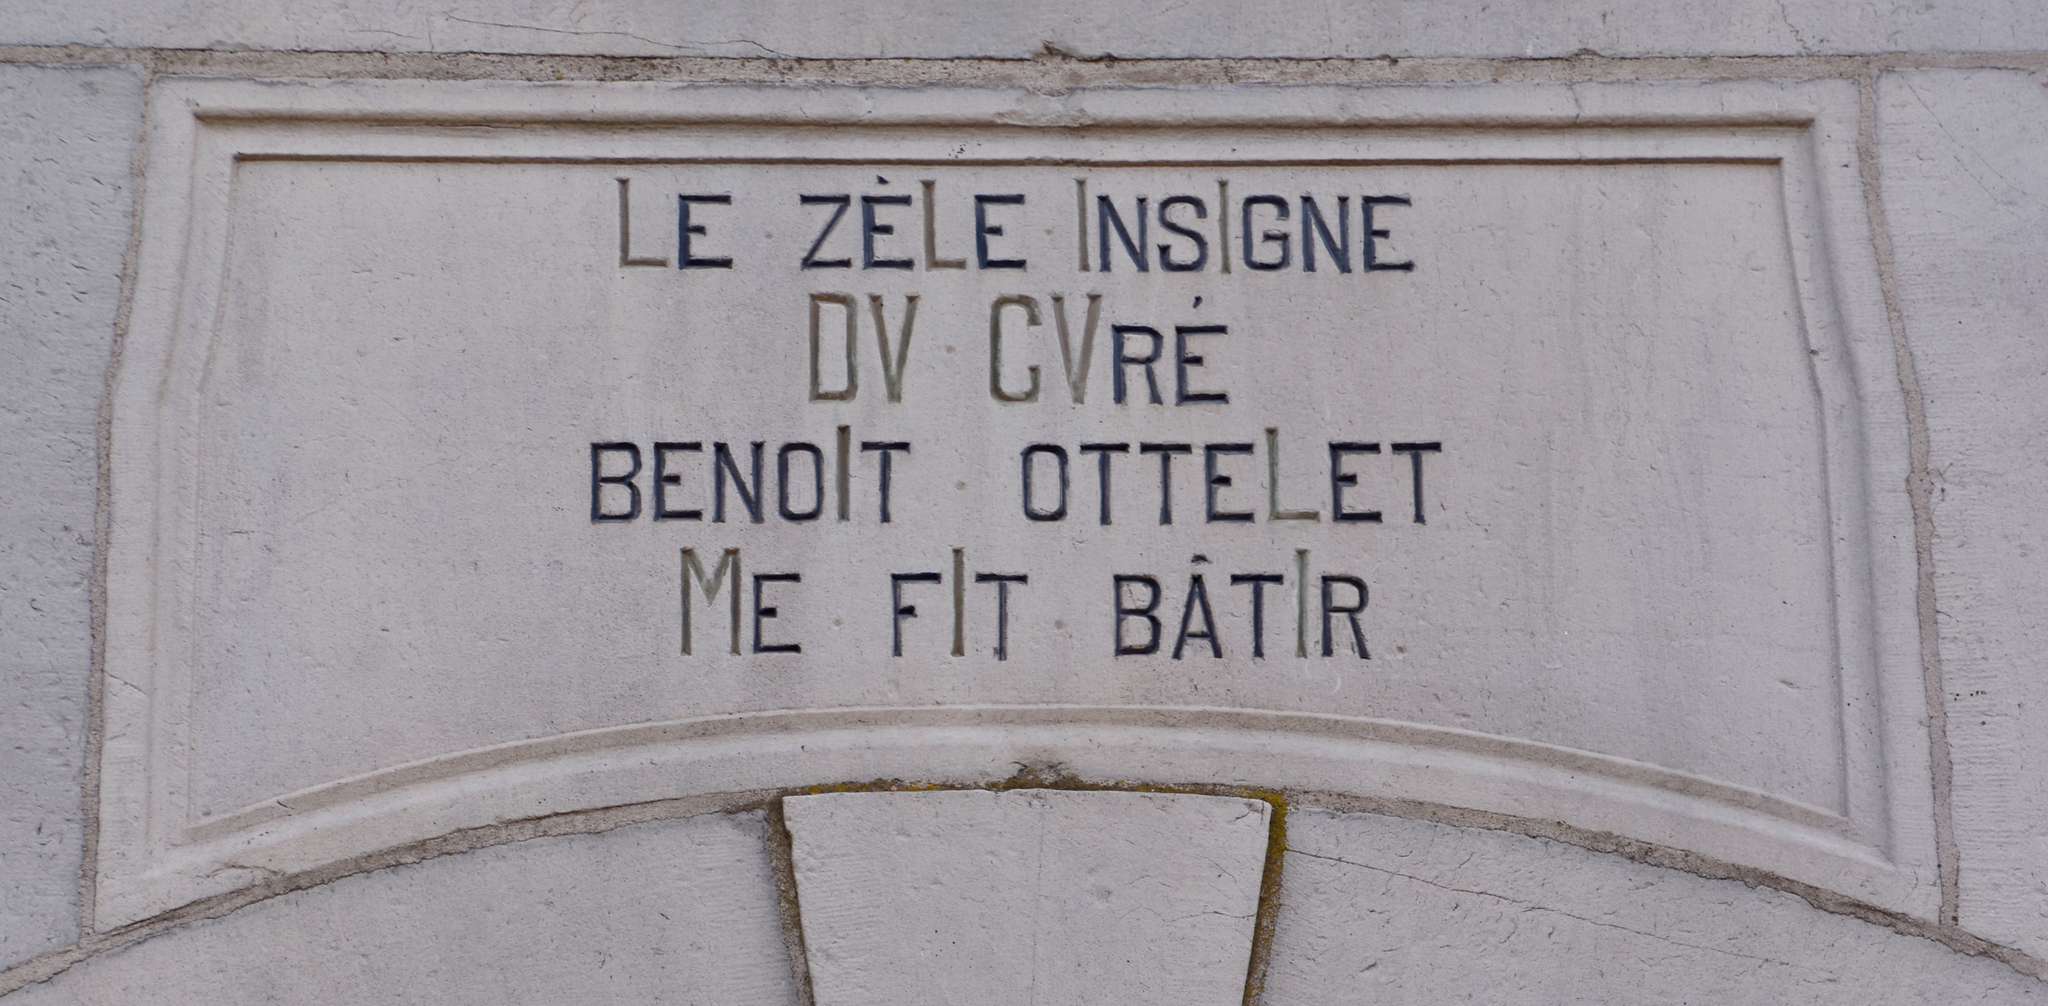 LE ZÈLE INSIGNE
DV CVRÉ
BENOIT OTTELET
ME FIT BÂTIR